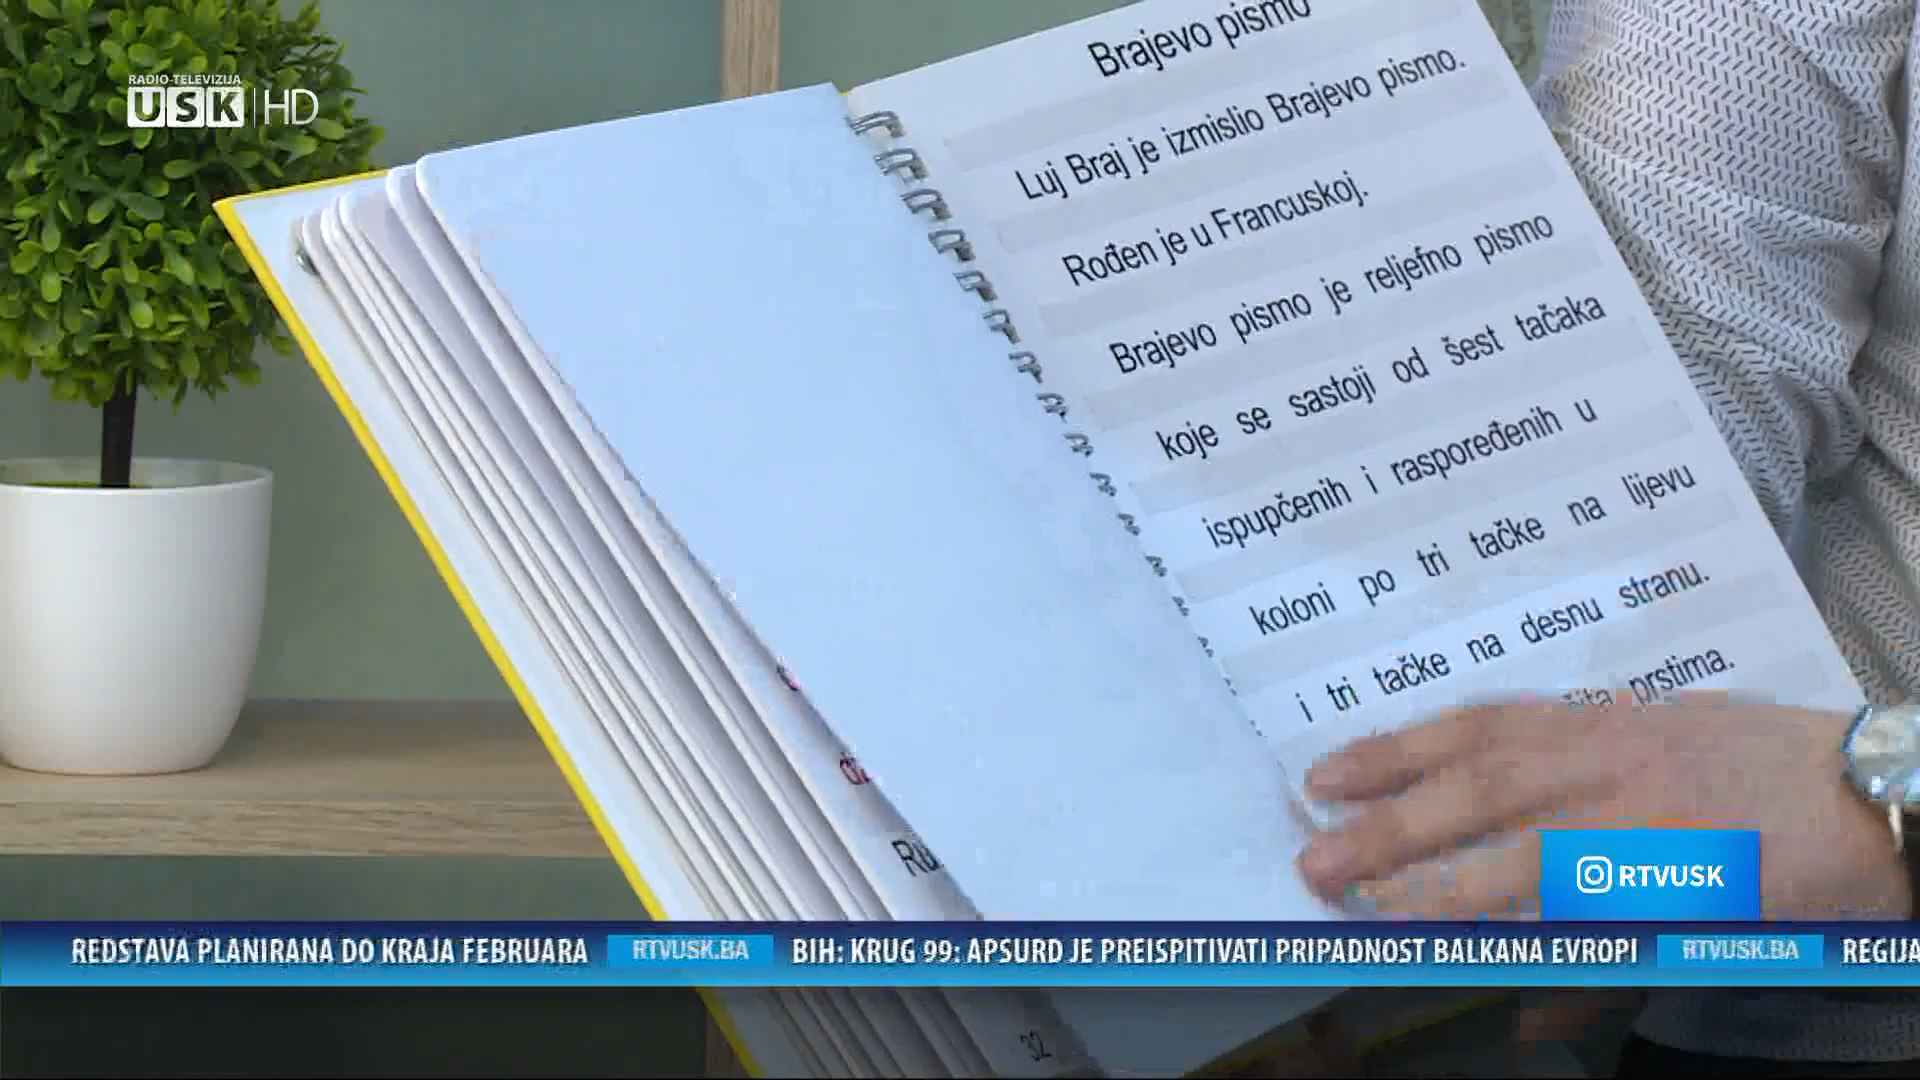 RADIO-TELEVIZIJA
USK HD
Brajevo pismo
Luj Braj je izmislio Brajevo pismo.
Rođen je u Francuskoj.
Brajevo pismo je reljefno pismo
koje se sastoji od šest tačaka
ispupčenih i raspoređenih u
koloni po tri tačke na lijevu
i tri tačke na desnu stranu.
prstima.
32
RTVUSK
REDSTAVA PLANIRANA DO KRAJA FEBRUARA RTVUSK.BA BIH: KRUG 99: APSURD JE PREISPITIVATI PRIPADNOST BALKANA EVROPI RTVUSK.BA REGIJA